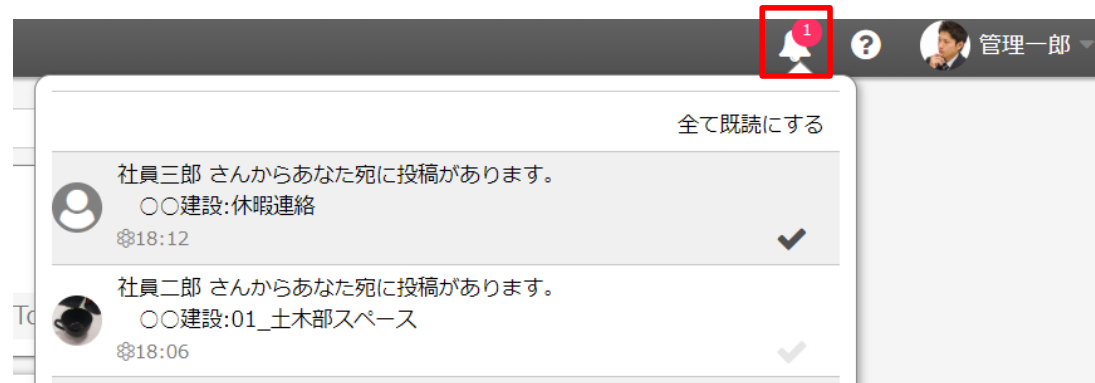 1
?
管理一郎
全て既読にする
社員三郎 さんからあなた宛に投稿があります。
○○建設:休暇連絡
18:12
社員二郎 さんからあなた宛に投稿があります。
○○建設:01_土木部スペース
18:06